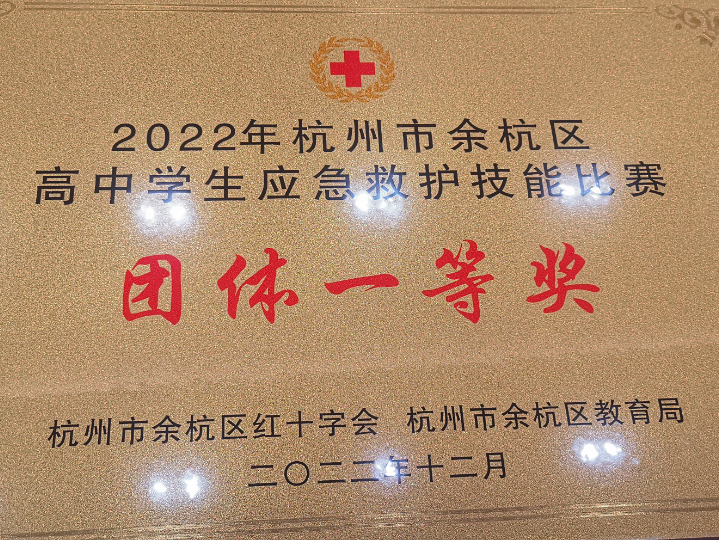 2022年杭州市余杭区
高中学生应急救护技能比赛
团体一等奖
杭州市余杭区红十字会 杭州市余杭区教育局
二〇二二年十二月